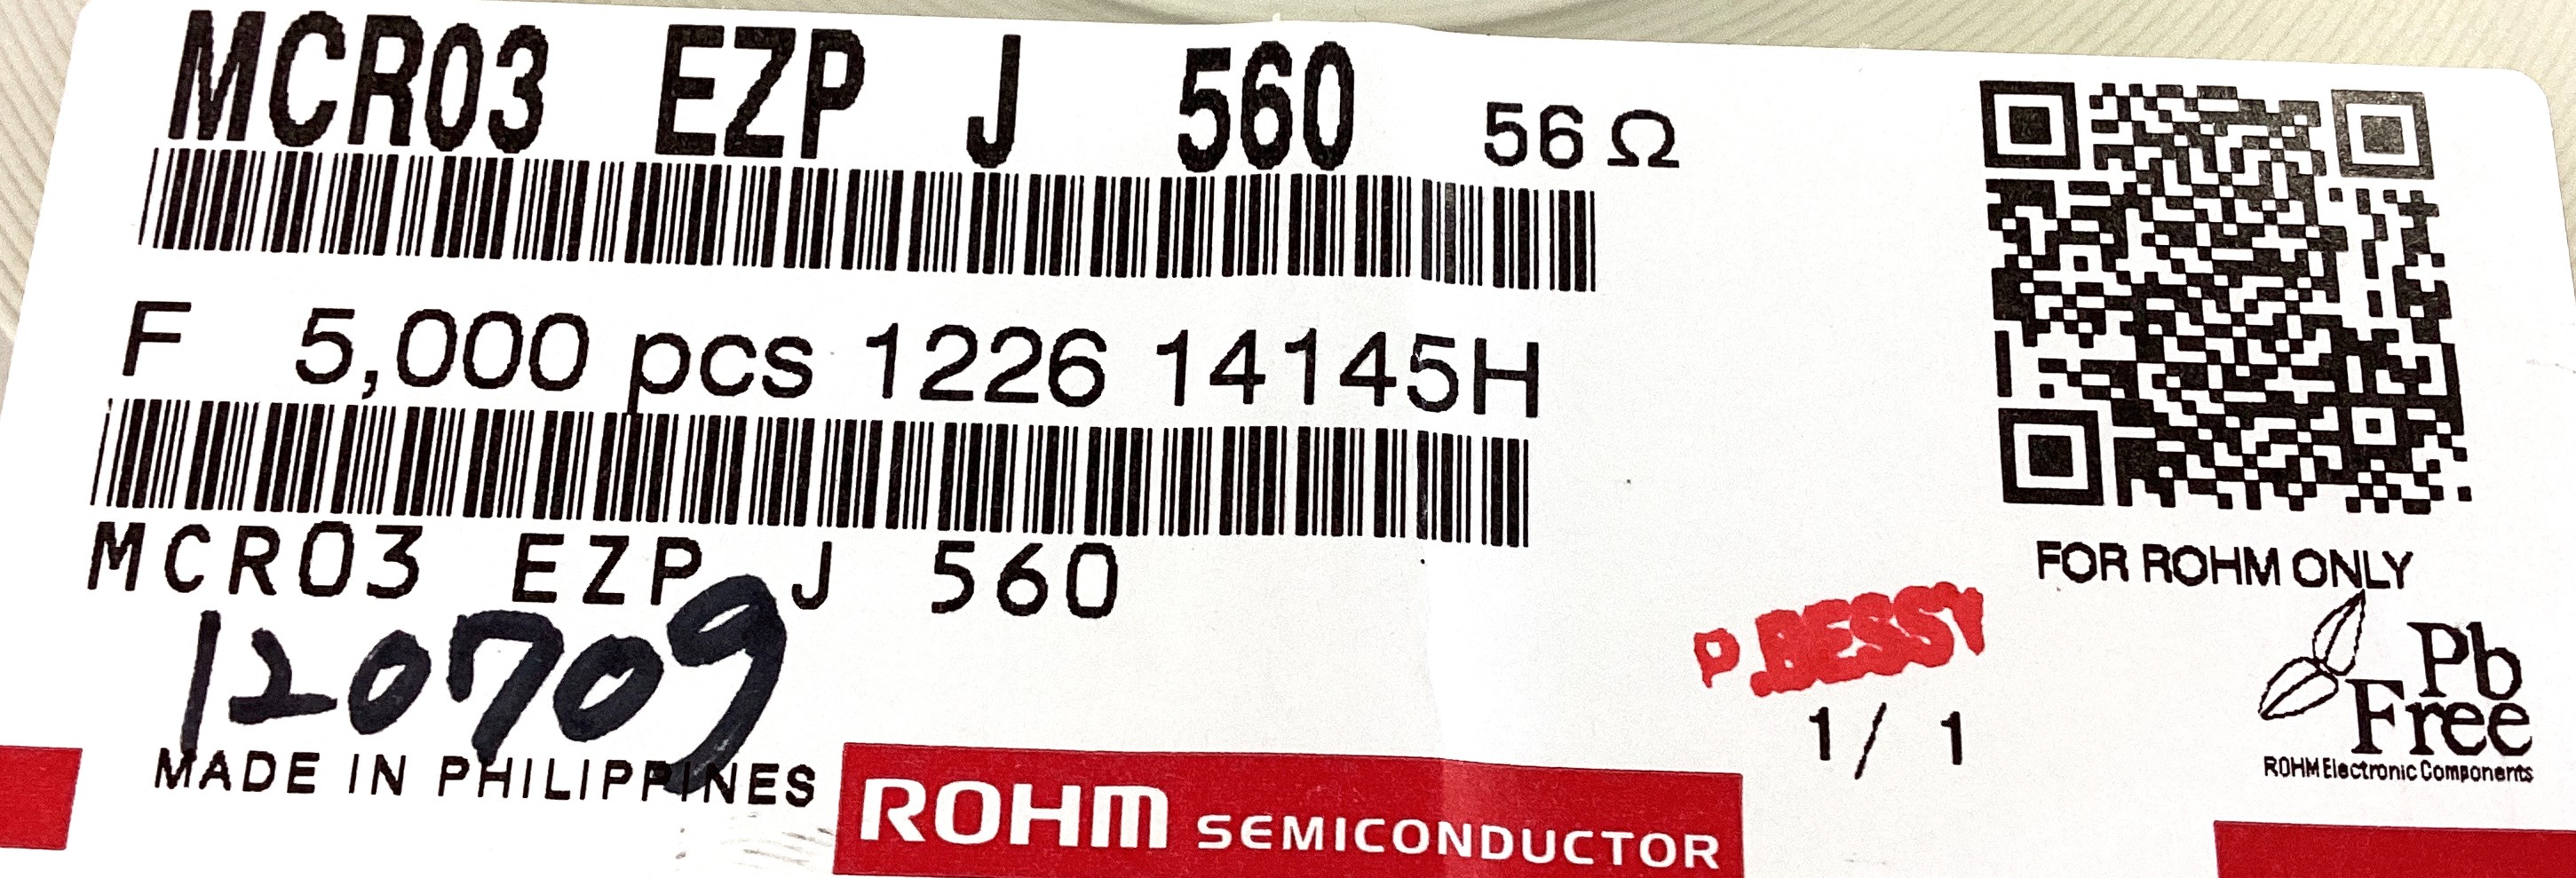 MCR03 EZP J 560 56Ω
F 5,000 pcs 1226 14145H
MCR03 EZP J 560
120709
MADE IN PHILIPPINES
ROHM SEMICONDUCTOR
FOR ROHM ONLY
P.BESSY
1/ 1
Pb
Free
ROHM Electronic Components